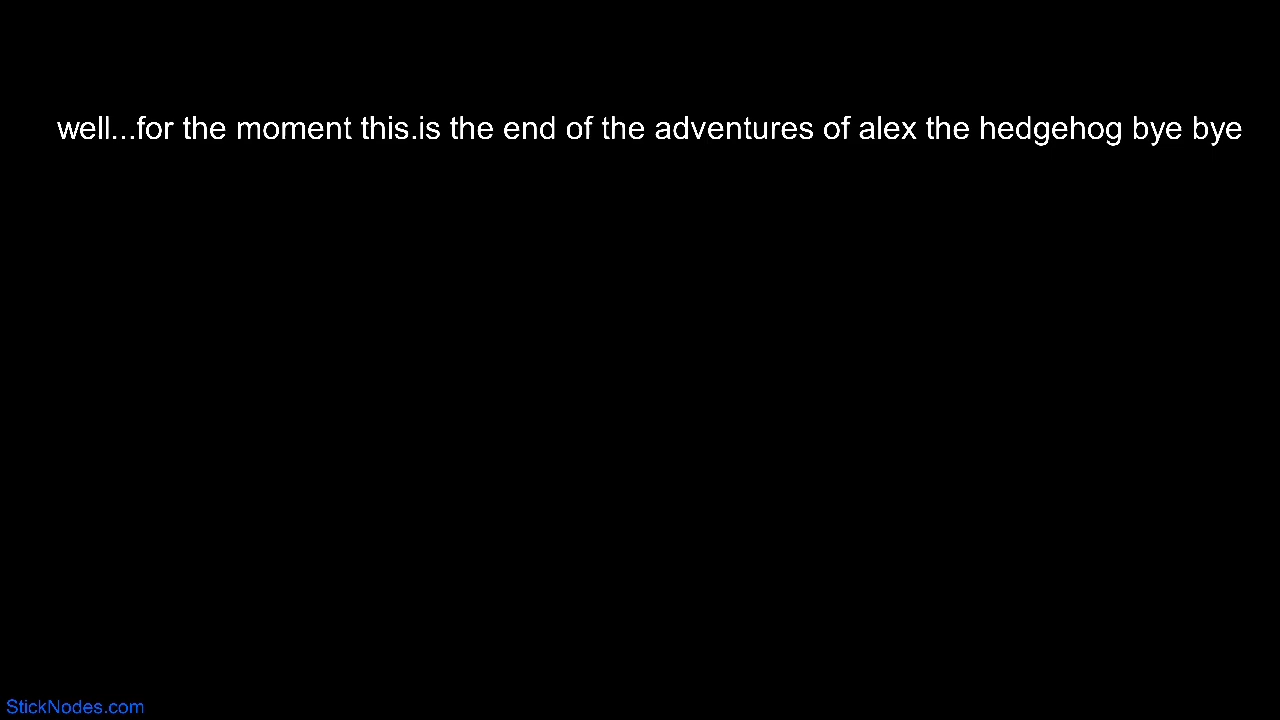 well...for the moment this.is the end of the adventures of alex the hedgehog bye bye
StickNodes.com